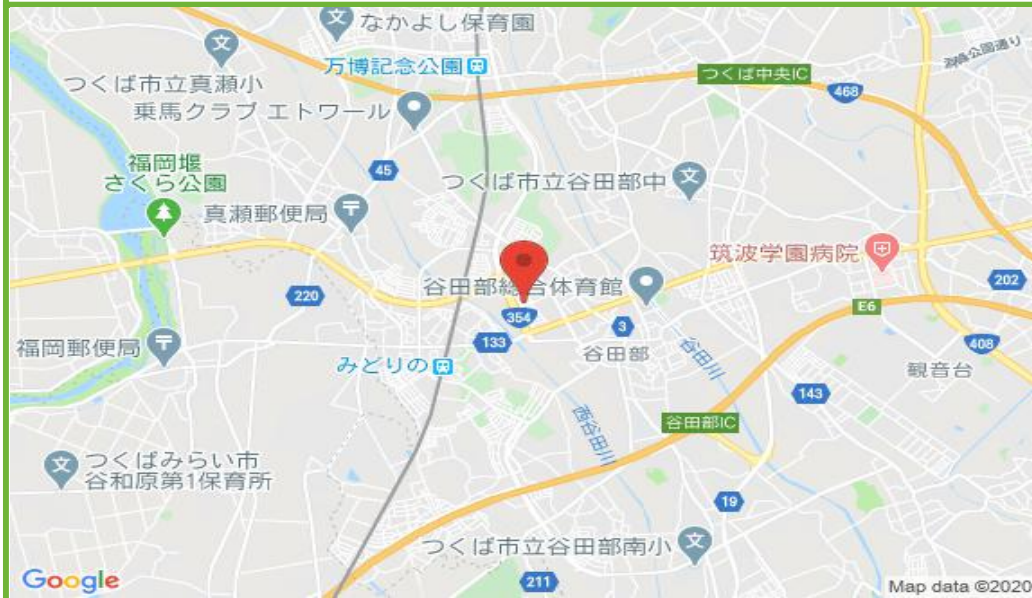 なかよし保育園
つくば市立真瀬小
万博記念公園
つくば中央IC
468
乗馬クラブ エトワール
45
福岡堰
さくら公園
真瀬郵便局
つくば市立谷田部中
筑波学園病院
谷田部総合体育館
202
220
354
3
E6
133
408
福岡郵便局
みどりの
谷田部
谷田川
観音台
143
西谷田川
谷田部IC
つくばみらい市
谷和原第1保育所
19
つくば市立谷田部南小
211
Google
Map data ©2020